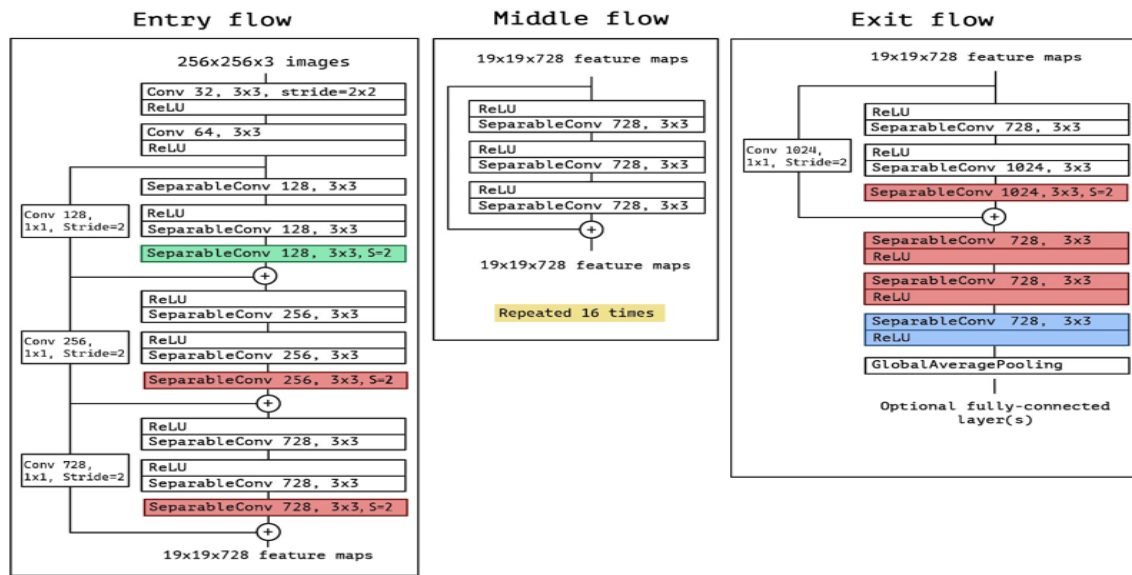 Entry flow
256x256x3 images
Conv 32, 3x3, stride=2x2
ReLU
Conv 64, 3x3
ReLU
SeparableConv 128, 3x3
Conv 128,
1x1, Stride=2
ReLU
SeparableConv 128, 3x3
SeparableConv 128, 3x3,S=2
+
ReLU
SeparableConv 256, 3x3
Conv 256,
1x1, Stride=2
ReLU
SeparableConv 256, 3x3
SeparableConv 256, 3x3,S=2
+
ReLU
SeparableConv 728, 3x3
Conv 728,
1x1, Stride=2
ReLU
SeparableConv 728, 3x3
SeparableConv 728, 3x3,S=2
+
19x19x728 feature maps
Middle flow
19x19x728 feature maps
ReLU
SeparableConv 728, 3x3
ReLU
SeparableConv 728, 3x3
ReLU
SeparableConv 728, 3x3
+
19x19x728 feature maps
Repeated 16 times
Exit flow
19x19x728 feature maps
ReLU
SeparableConv 728, 3x3
Conv 1024,
1x1, Stride=2
ReLU
SeparableConv 1024, 3x3
SeparableConv 1024,3x3,S=2
+
SeparableConv 728, 3x3
ReLU
SeparableConv 728, 3x3
ReLU
SeparableConv 728, 3x3
ReLU
GlobalAveragePooling
Optional fully-connected
layer(s)